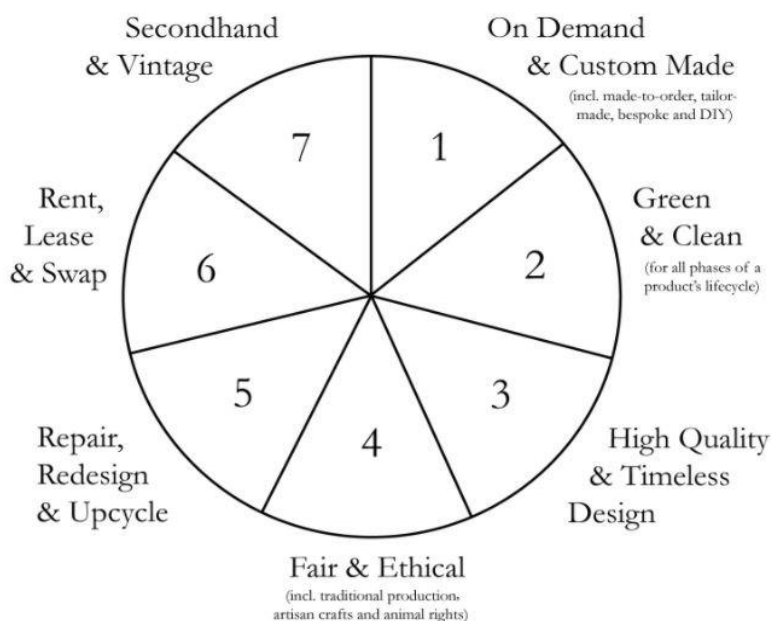 Secondhand
& Vintage
On Demand
& Custom Made
(incl. made-to-order, tailor-
made, bespoke and DIY)
7
1
Rent,
Lease
& Swap
6
2
Green
& Clean
(for all phases of a
product's lifecycle)
5
3
4
Repair,
Redesign
& Upcycle
High Quality
& Timeless
Design
Fair & Ethical
(incl. traditional production,
artisan crafts and animal rights)